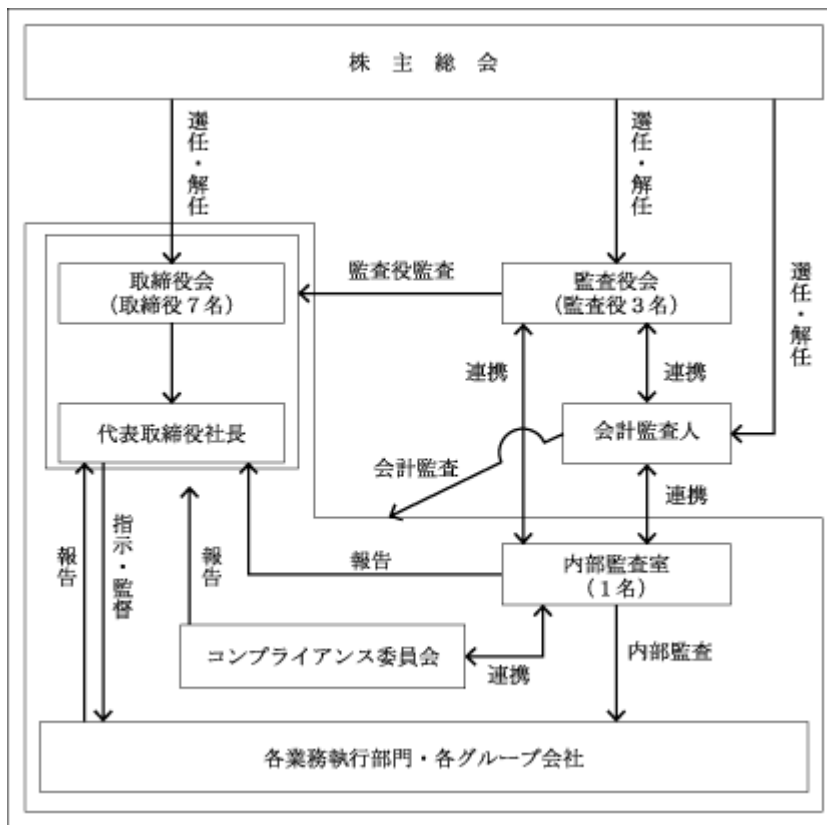 株主総会
選任・解任
選任・解任
選任・解任
取締役会
(取締役7名)
監査役監査
監査役会
(監査役3名)
連携
連携
代表取締役社長
会計監査人
会計監査
連携
報告
指示・監督
報告
報告
内部監査室
(1名)
コンプライアンス委員会
連携
内部監査
各業務執行部門・各グループ会社